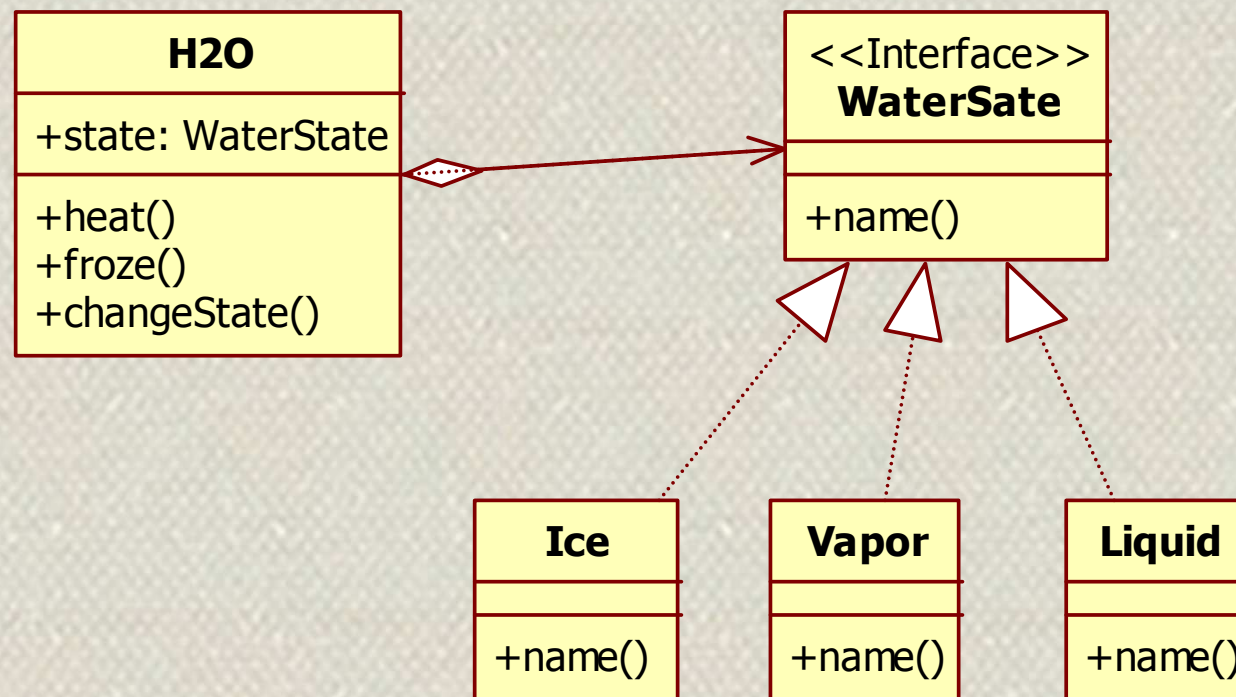 H2O
+state: WaterState
+heat()
+froze()
+changeState()
<<Interface>>
WaterSate
+name()
Ice
+name()
Vapor
+name()
Liquid
+name()